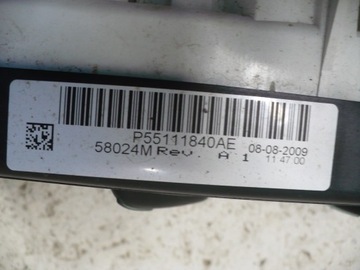 P55111840AE 08-08-2009
58024M Rev A 1 11 47.00